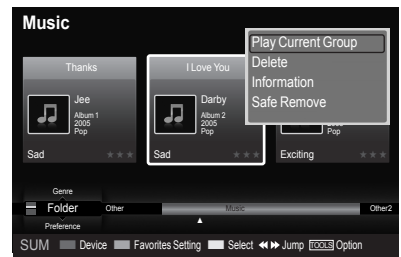 Music
Play Current Group
Delete
Information
Safe Remove
Thanks
I Love You
Jee
Album 1
2005
Pop
Darby
Album 2
2005
Pop
Pop
Sad ★★★
Sad ★★★
Exciting ★★★
Genre
Folder
Other
Music
Other2
Preference
SUM Device Favorites Setting Select ◄◄ ►► Jump TOOLS Option